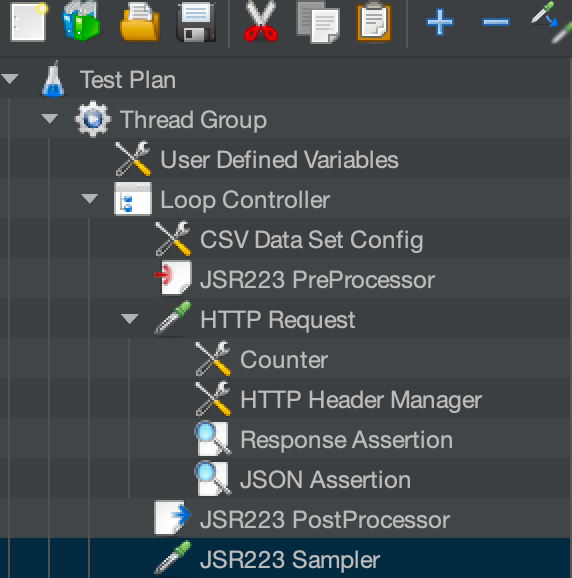 Test Plan
Thread Group
User Defined Variables
Loop Controller
CSV Data Set Config
JSR223 PreProcessor
HTTP Request
Counter
HTTP Header Manager
Response Assertion
JSON Assertion
JSR223 PostProcessor
JSR223 Sampler